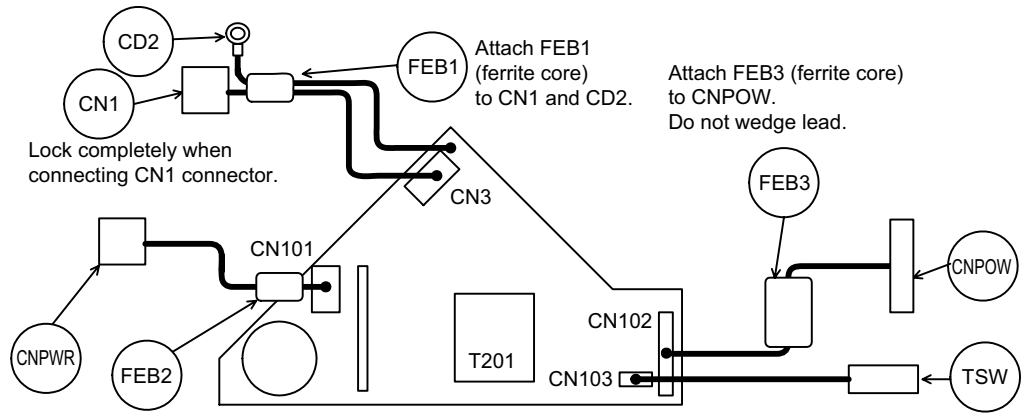 CD2
FEB1
Attach FEB1
(ferrite core)
to CN1 and CD2.
Attach FEB3 (ferrite core)
to CNPOW.
Do not wedge lead.
CN1
Lock completely when
connecting CN1 connector.
CN3
FEB3
CN101
CNPOW
CN102
CNPWR
FEB2
T201
CN103
TSW